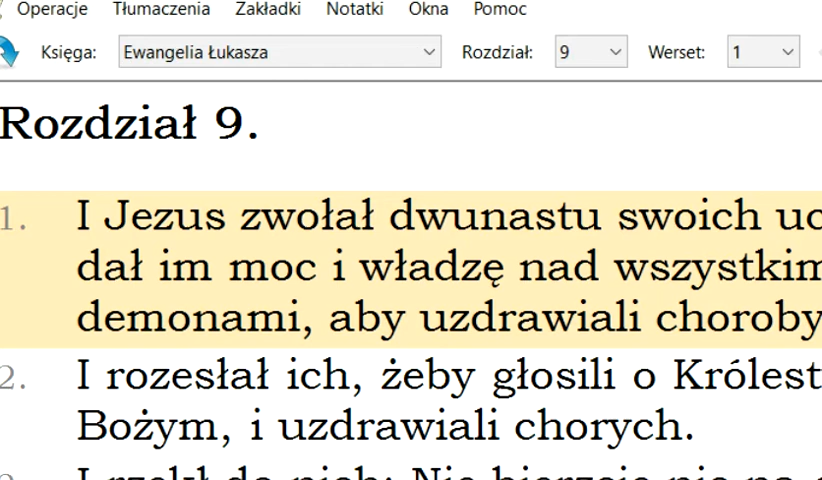 Operacje Tłumaczenia Zakładki Notatki Okna Pomoc
Księga: Ewangelia Łukasza Rozdział: 9 Werset: 1
Rozdział 9.
1. I Jezus zwołał dwunastu swoich
dał im moc i władzę nad wszystkim
demonami, aby uzdrawiali choroby
2. I rozesłał ich, żeby głosili o
Bożym, i uzdrawiali chorych.